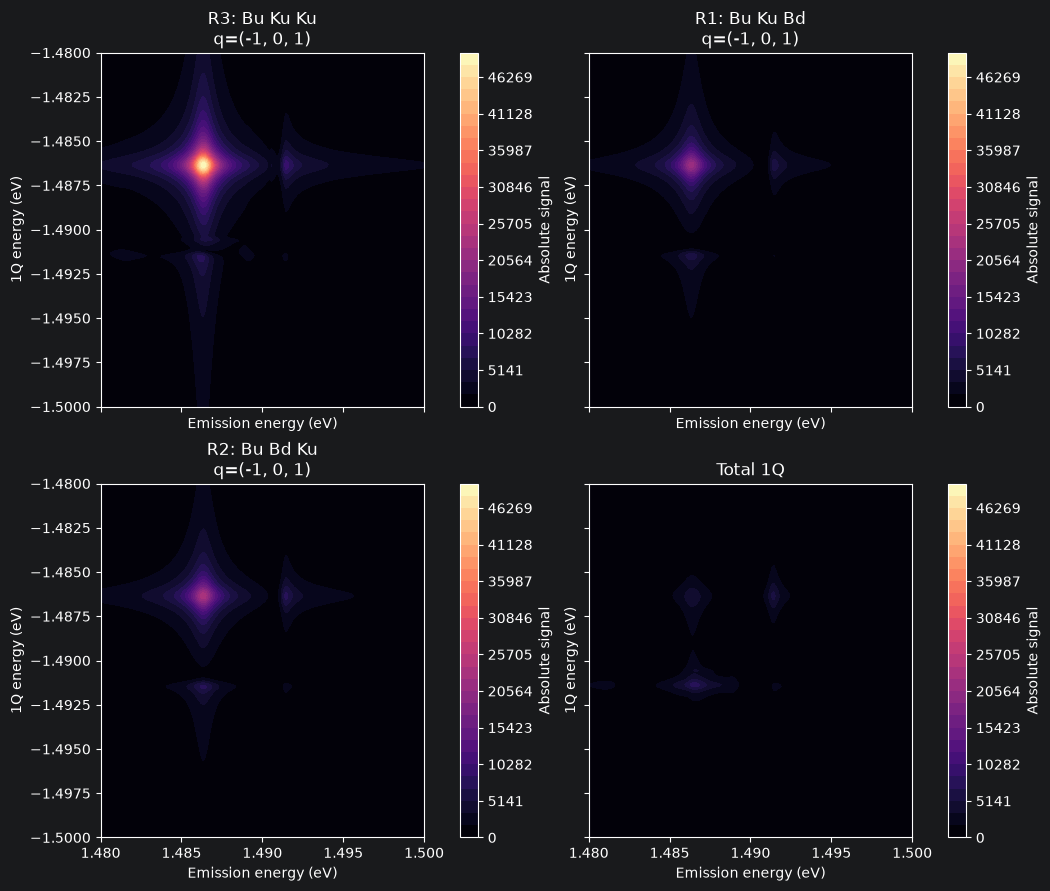 R3: Bu Ku Ku
q=(-1, 0, 1)
R1: Bu Ku Bd
q=(-1, 0, 1)
−1.4800
−1.4825
−1.4850
−1.4875
−1.4900
−1.4925
−1.4950
−1.4975
−1.5000
1Q energy (eV)
Emission energy (eV)
46269
41128
35987
30846
25705
20564
15423
10282
5141
0
Absolute signal
1Q energy (eV)
Emission energy (eV)
46269
41128
35987
30846
25705
20564
15423
10282
5141
0
Absolute signal
R2: Bu Bd Ku
q=(-1, 0, 1)
Total 1Q
−1.4800
−1.4825
−1.4850
−1.4875
−1.4900
−1.4925
−1.4950
−1.4975
−1.5000
1Q energy (eV)
1.480 1.485 1.490 1.495 1.500
Emission energy (eV)
46269
41128
35987
30846
25705
20564
15423
10282
5141
0
Absolute signal
1Q energy (eV)
1.480 1.485 1.490 1.495 1.500
Emission energy (eV)
46269
41128
35987
30846
25705
20564
15423
10282
5141
0
Absolute signal